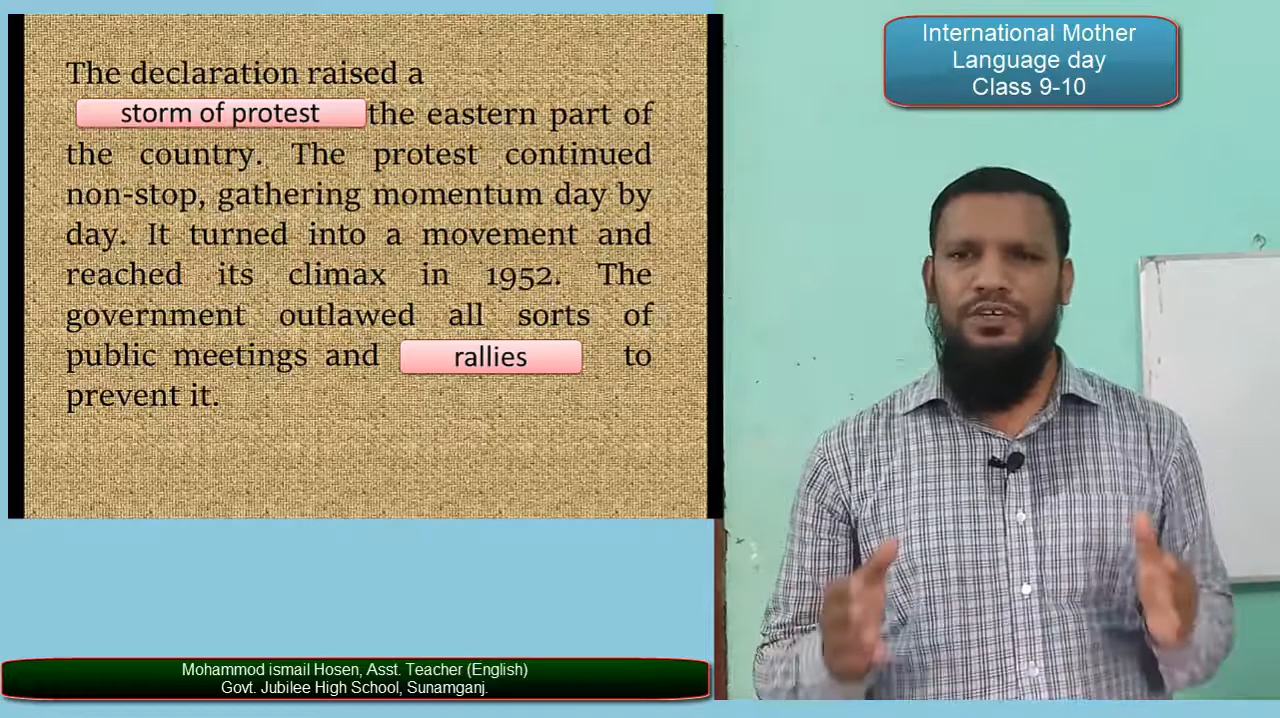 The declaration raised a
storm of protest the eastern part of
the country. The protest continued
non-stop, gathering momentum day by
day. It turned into a movement and
reached its climax in 1952. The
government outlawed all sorts of
public meetings and rallies to
prevent it.
International Mother
Language day
Class 9-10
Mohammod ismail Hosen, Asst. Teacher (English)
Govt. Jubilee High School, Sunamganj.